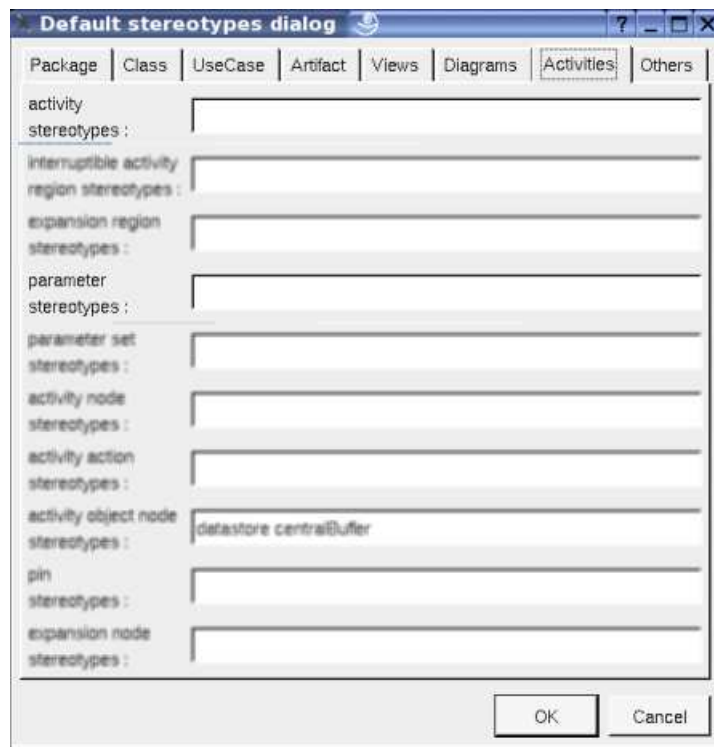 Default stereotypes dialog
Package Class UseCase Artifact Views Diagrams Activities Others
activity
stereotypes :
interruptible activity
region stereotypes :
expansion region
stereotypes :
parameter
stereotypes :
parameter set
stereotypes :
activity node
stereotypes :
activity action
stereotypes :
activity object node
stereotypes :
datastore centralBuffer
pin
stereotypes :
expansion node
stereotypes :
OK Cancel